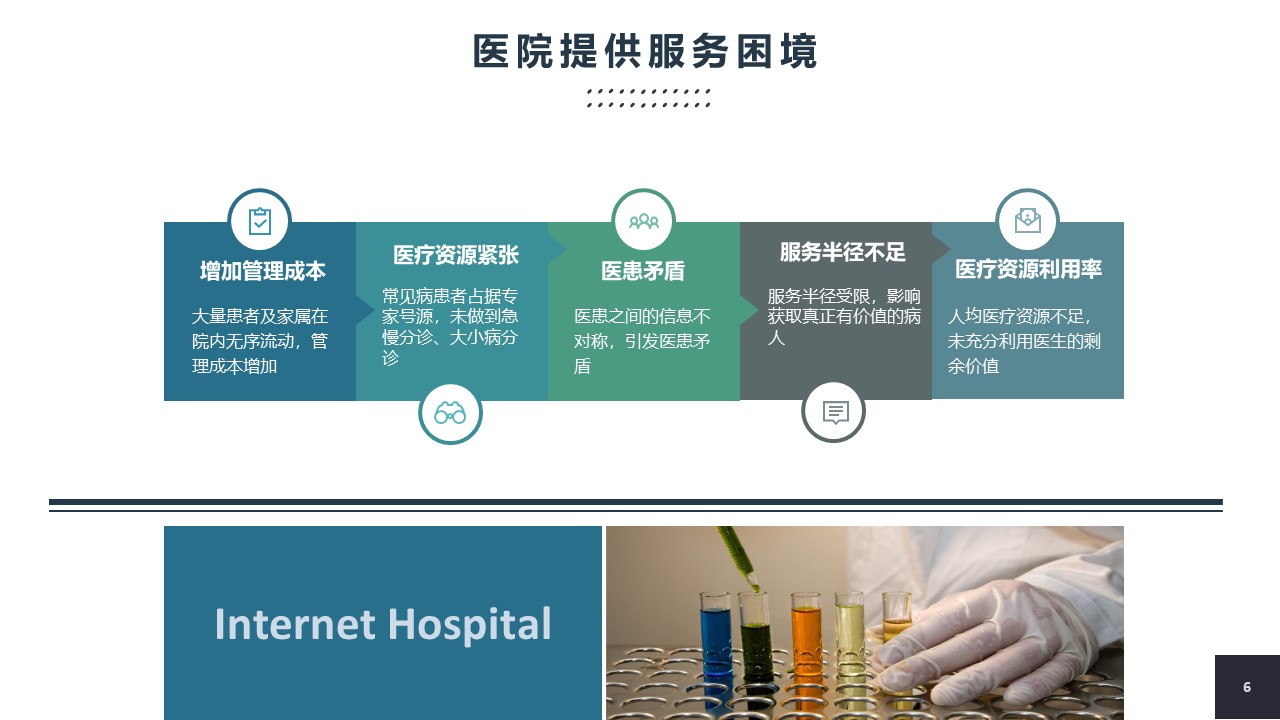 医院提供服务困境
增加管理成本
大量患者及家属在
院内无序流动，管
理成本增加
医疗资源紧张
常见病患者占据专
家号源，未做到急
慢分诊、大小病分
诊
医患矛盾
医患之间的信息不
对称，引发医患矛
盾
服务半径不足
服务半径受限，影响
获取真正有价值的病
人
医疗资源利用率
人均医疗资源不足，
未充分利用医生的剩
余价值
Internet Hospital
6